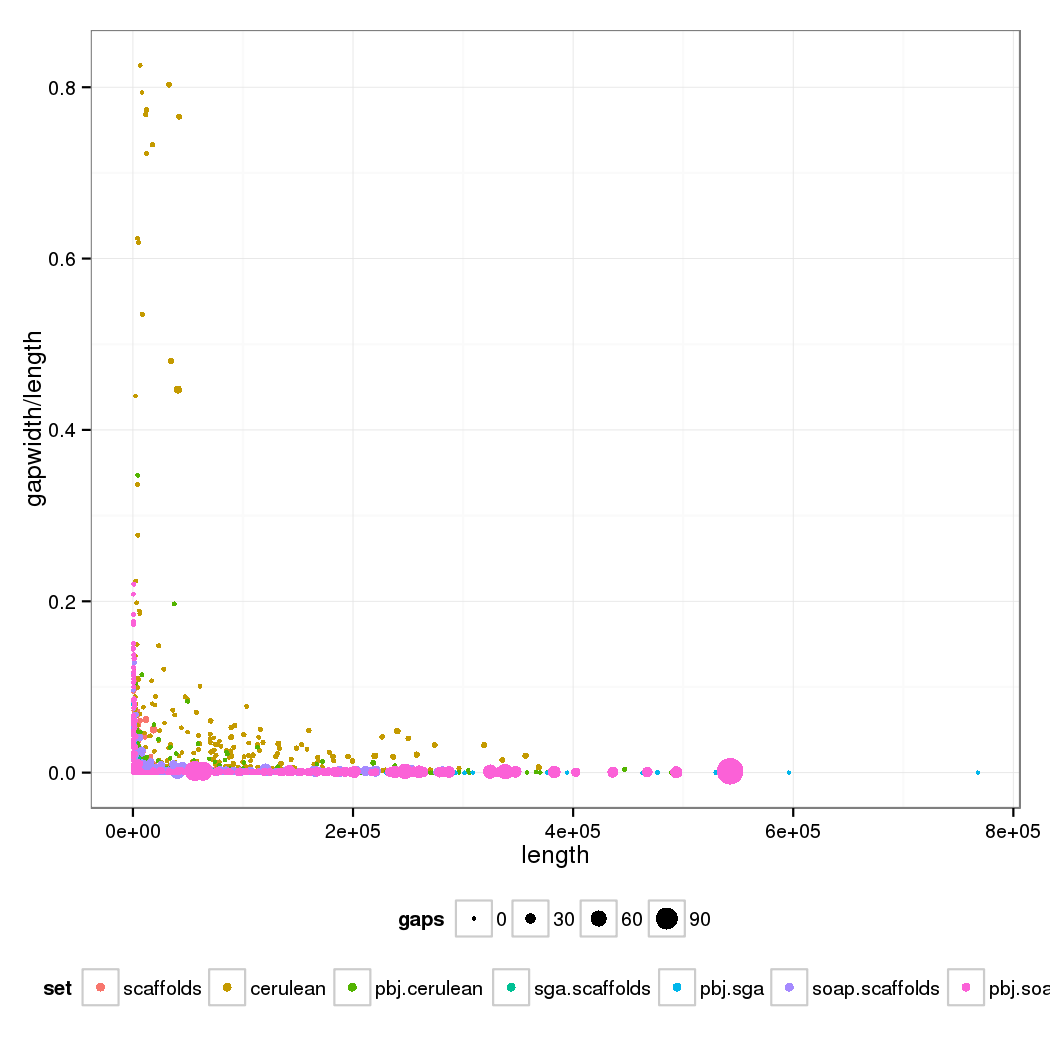 0.8
0.6
0.4
0.2
0.0
gapwidth/length
0e+00 2e+05 4e+05 6e+05 8e+05
length
gaps 0 30 60 90
set scaffolds cerulean pbj.cerulean sga.scaffolds pbj.sga soap.scaffolds pbj.soa